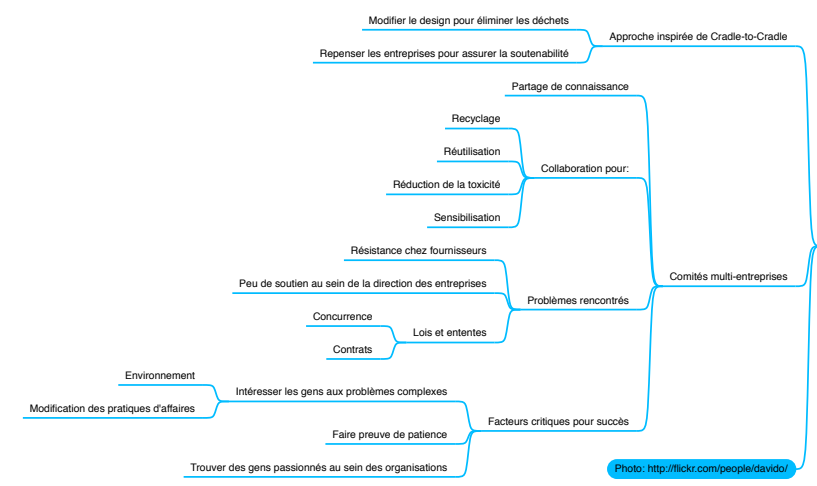 Modifier le design pour éliminer les déchets
Approche inspirée de Cradle-to-Cradle
Repenser les entreprises pour assurer la soutenabilité
Partage de connaissance
Recyclage
Réutilisation
Collaboration pour:
Réduction de la toxicité
Sensibilisation
Résistance chez fournisseurs
Comités multi-entreprises
Peu de soutien au sein de la direction des entreprises
Problèmes rencontrés
Concurrence
Lois et ententes
Contrats
Environnement
Intéresser les gens aux problèmes complexes
Modification des pratiques d'affaires
Facteurs critiques pour succès
Faire preuve de patience
Trouver des gens passionnés au sein des organisations
Photo: http://flickr.com/people/davido/